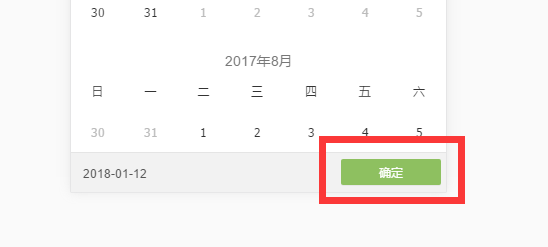 30 31 1 2 3 4 5
2017年8月
日 一 二 三 四 五 六
30 31 1 2 3 4 5
2018-01-12 确定